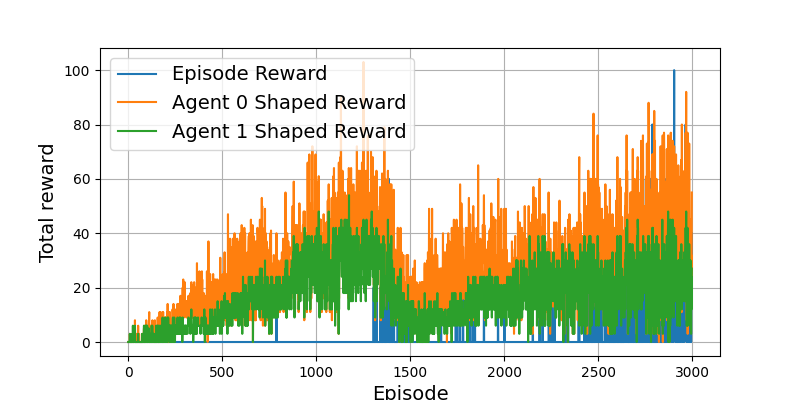 Episode Reward
Agent 0 Shaped Reward
Agent 1 Shaped Reward
Total reward
100
80
60
40
20
0
0 500 1000 1500 2000 2500 3000
Episode